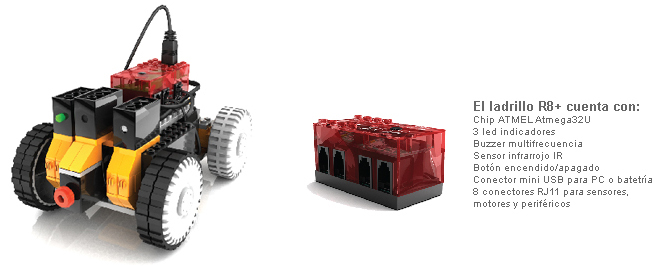 El ladrillo R8+ cuenta con:
Chip ATMEL Atmega32U
3 led indicadores
Buzzer multifrecuencia
Sensor infrarrojo IR
Botón encendido/apagado
Conector mini USB para PC o batetría
8 conectores RJ11 para sensores,
motores y periféricos